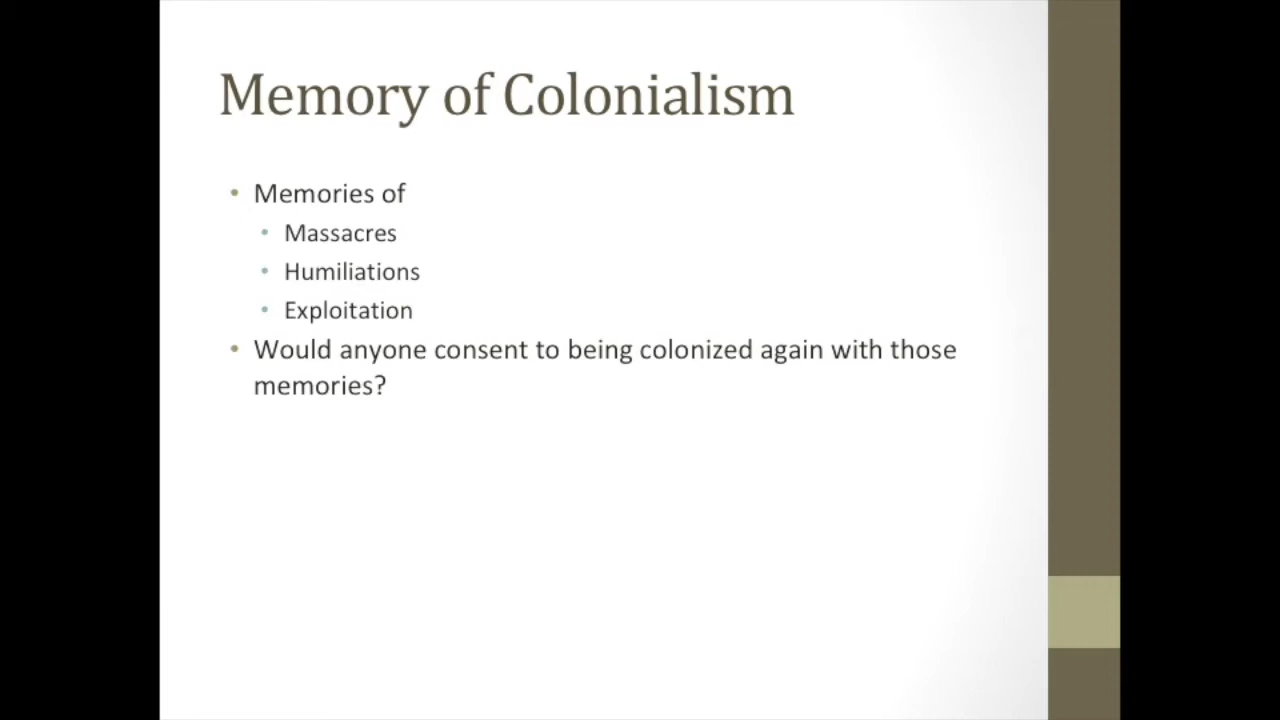 Memory of Colonialism
• Memories of
• Massacres
• Humiliations
• Exploitation
• Would anyone consent to being colonized again with those
memories?